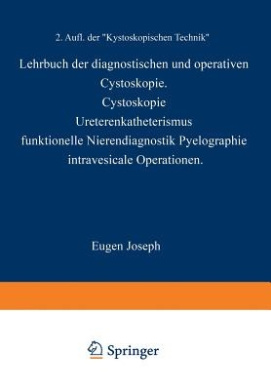 2. Aufl. der "Kystoskopischen Technik"
Lehrbuch der diagnostischen und operativen
Cystoskopie.
Cystoskopie
Ureterenkatheterismus
funktionelle Nierendiagnostik Pyelographie
intravesicale Operationen.
Eugen Joseph
Springer